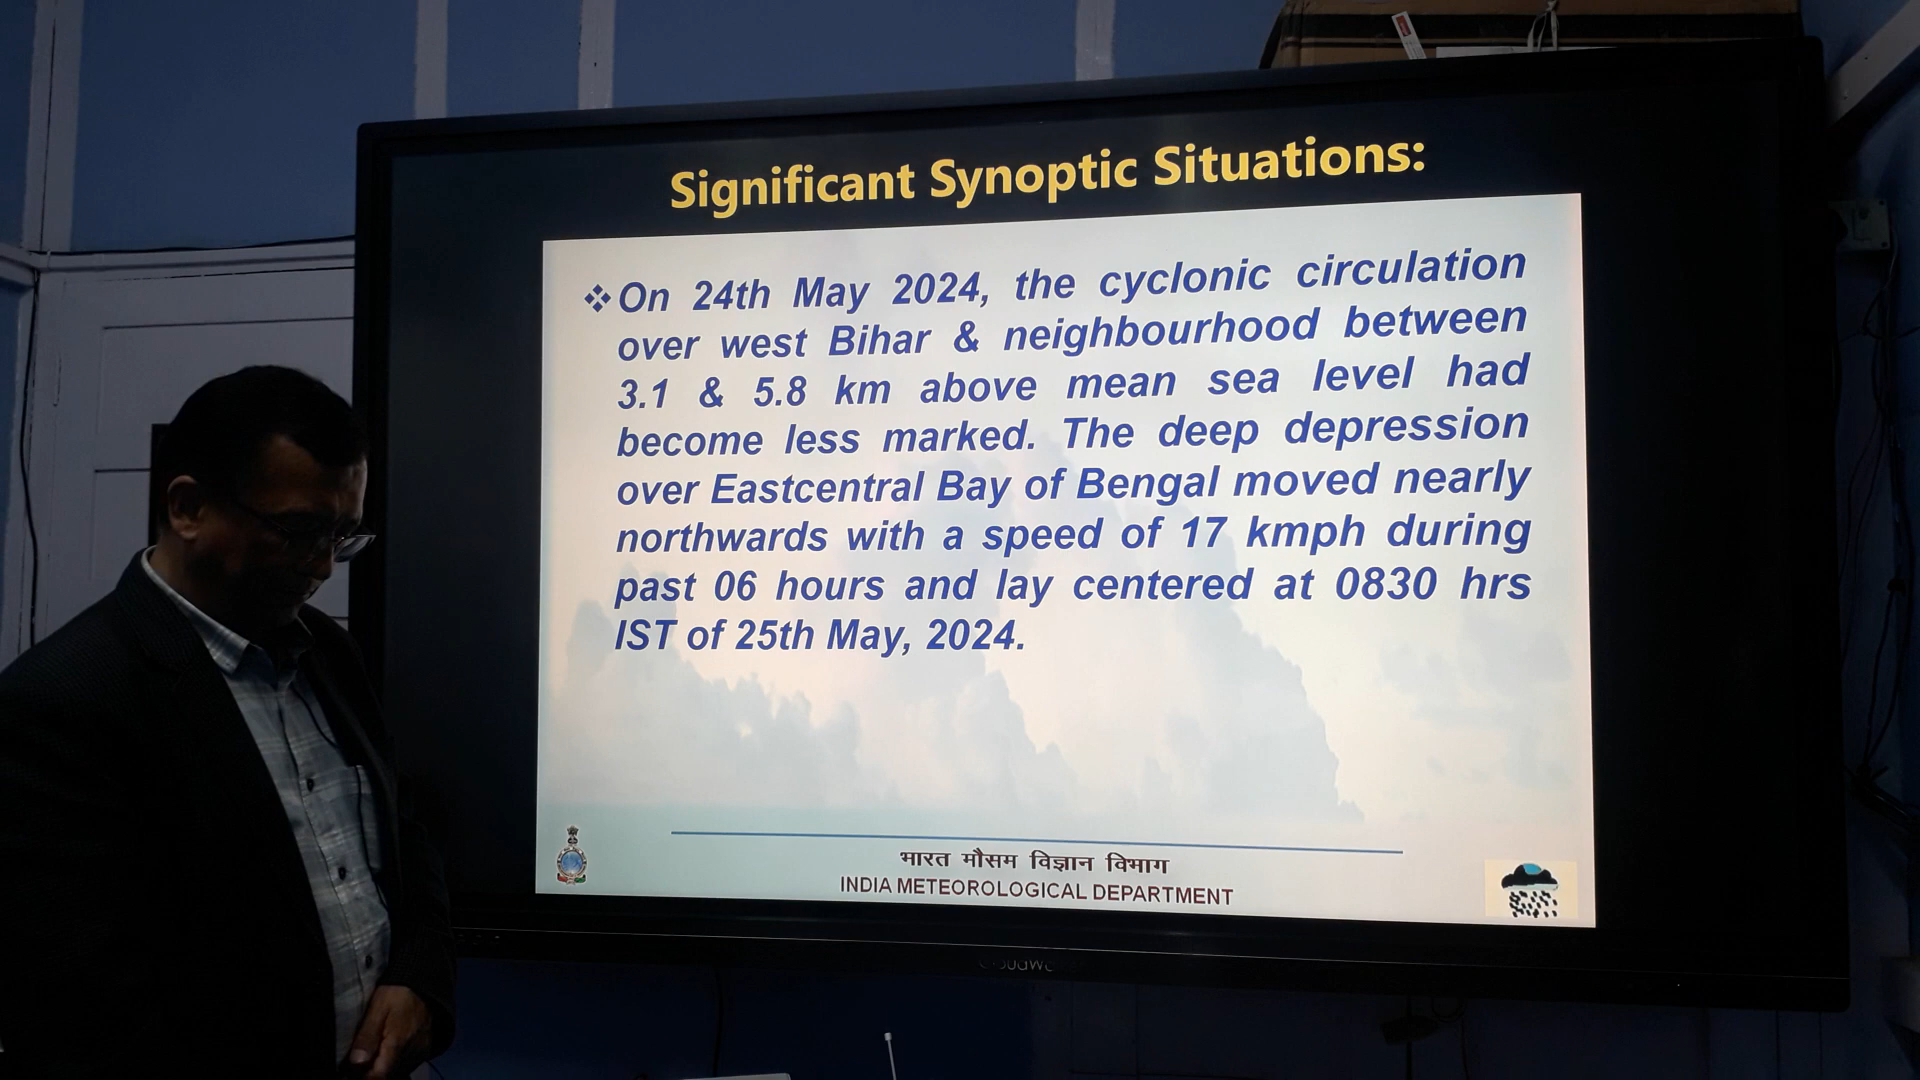 Significant Synoptic Situations:
❖On 24th May 2024, the cyclonic circulation
over west Bihar & neighbourhood between
3.1 & 5.8 km above mean sea level had
become less marked. The deep depression
over Eastcentral Bay of Bengal moved nearly
northwards with a speed of 17 kmph during
past 06 hours and lay centered at 0830 hrs
IST of 25th May, 2024.
भारत मौसम विज्ञान विभाग
INDIA METEOROLOGICAL DEPARTMENT